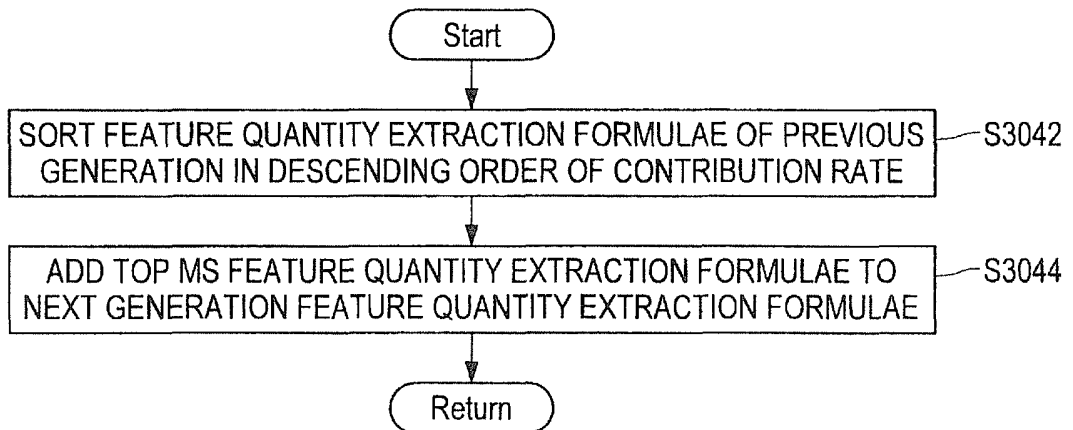 Start
SORT FEATURE QUANTITY EXTRACTION FORMULAE OF PREVIOUS
GENERATION IN DESCENDING ORDER OF CONTRIBUTION RATE
S3042
ADD TOP MS FEATURE QUANTITY EXTRACTION FORMULAE TO
NEXT GENERATION FEATURE QUANTITY EXTRACTION FORMULAE
S3044
Return